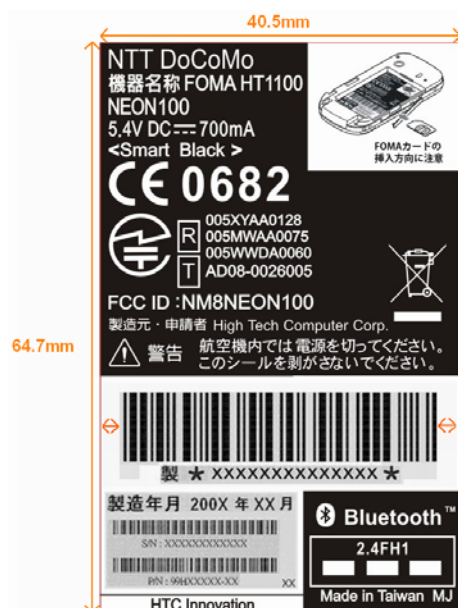 40.5mm
64.7mm
NTT DoCoMo
機器名称 FOMA HT1100
NEON100
5.4V DC 700mA
<Smart Black >
FOMAカードの
挿入方向に注意
CE 0682
R
005XYAA0128
005MWAA0075
005WWDA0060
T
AD08-0026005
FCC ID :NM8NEON100
製造元・申請者 High Tech Computer Corp.
警告
航空機内では電源を切ってください。
このシールを剥がさないでください。
製 * XXXXXXXXXXXXXX *
製造年月 200X 年 XX 月
S/N : XXXXXXXXXXXX
P/N : 99HXXXXX-XX
XX
Bluetooth™
2.4FH1
Made in Taiwan MJ
HTC Innovation